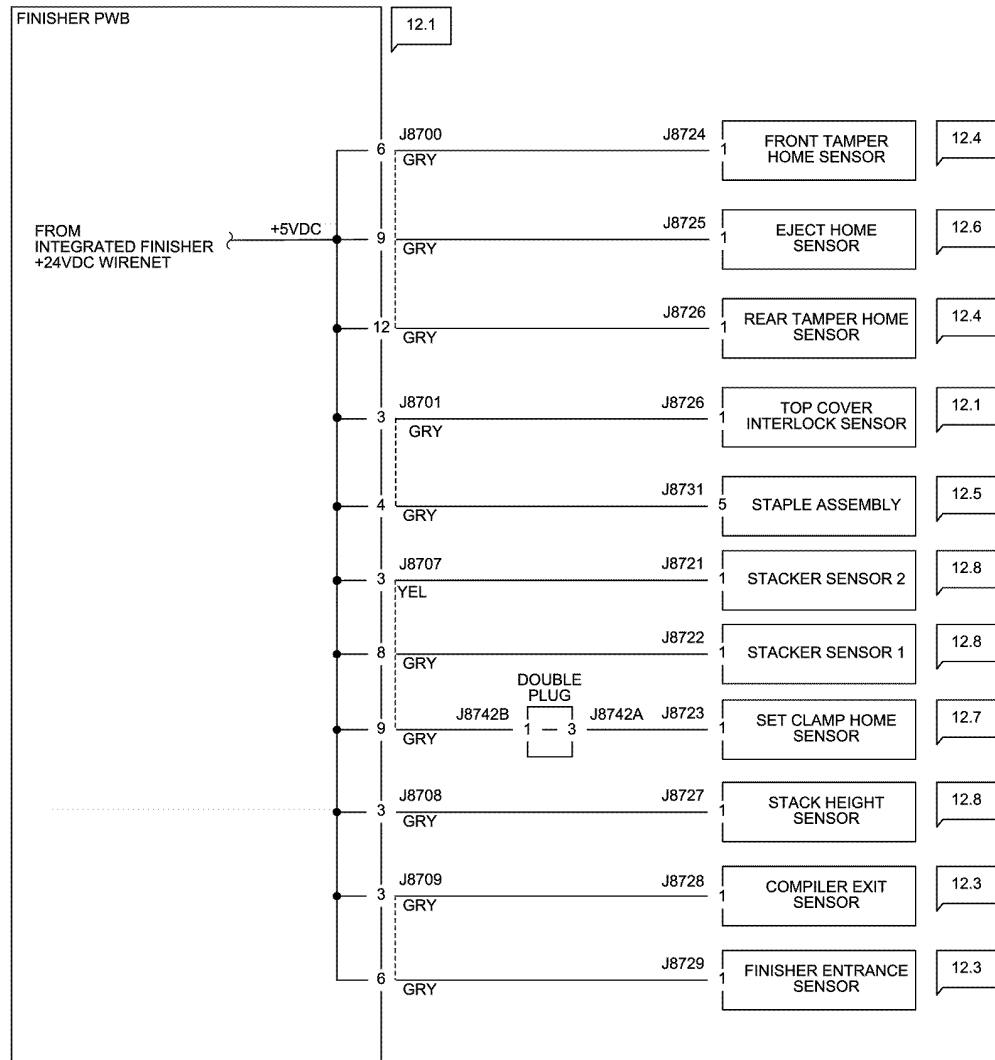 FINISHER PWB
12.1
6
J8700
GRY
J8724
1
FRONT TAMPER
HOME SENSOR
12.4
FROM
INTEGRATED FINISHER
+24VDC WIRENET
+5VDC
9
GRY
J8725
1
EJECT HOME
SENSOR
12.6
12
GRY
J8726
1
REAR TAMPER HOME
SENSOR
12.4
3
J8701
GRY
J8726
1
TOP COVER
INTERLOCK SENSOR
12.1
4
GRY
J8731
5
STAPLE ASSEMBLY
12.5
3
J8707
YEL
J8721
1
STACKER SENSOR 2
12.8
8
GRY
J8722
1
STACKER SENSOR 1
12.8
DOUBLE
PLUG
9
GRY
J8742B
1
3
J8742A
J8723
1
SET CLAMP HOME
SENSOR
12.7
3
J8708
GRY
J8727
1
STACK HEIGHT
SENSOR
12.8
3
J8709
GRY
J8728
1
COMPILER EXIT
SENSOR
12.3
6
GRY
J8729
1
FINISHER ENTRANCE
SENSOR
12.3